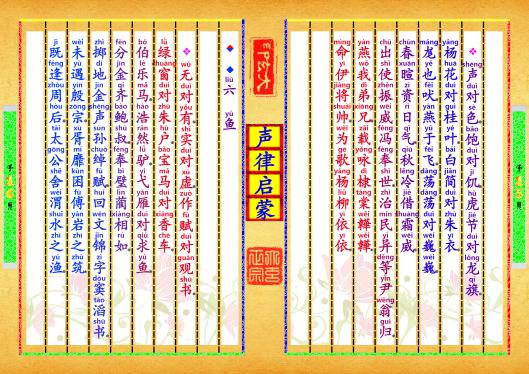 声对色，饱对饥，虎节对龙旗。
杨花对桂叶，白简对朱衣。
尨也吠，燕于飞，荡荡对巍巍。
春暄资日气，秋冷借霜威。
出使振威冯奉世，治民异等尹翁归。
燕我弟兄，载咏棣棠韡韡。
命伊将帅，为歌杨柳依依。
声律启蒙
六鱼
无对有，实对虚，作赋对观书。
绿窗对朱户，宝马对香车。
伯乐马，浩然驴，弋雁对求鱼。
分金齐鲍叔，奉璧蔺相如。
掷地金声孙绰赋，回文锦字窦滔书。
未遇殷宗，胥靡困傅岩之筑。
既逢周后，太公舍渭水之渔。